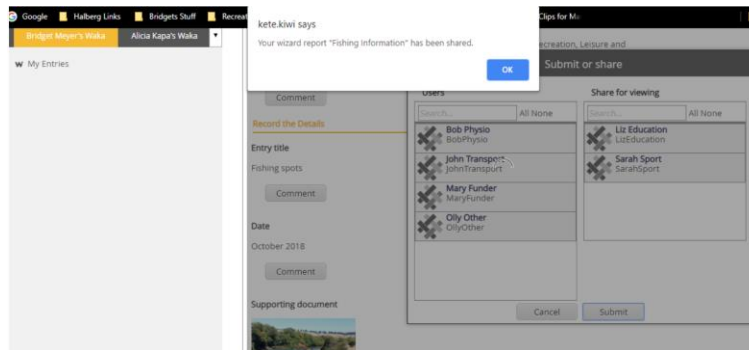 Google Halberg Links Bridgets Stuff Recreat
Clips for Ma
Bridget Meyer's Waka Alicia Kapa's Waka
My Entries
kete.kiwi says
Your wizard report "Fishing Information" has been shared.
OK
ecreation, Leisure and
Submit or share
Comment
Record the Details
Entry title
Fishing spots
Comment
Date
October 2018
Comment
Supporting document
Users
Search... All None
Bob Physio
BobPhysio
John Transport
JohnTransport
Mary Funder
MaryFunder
Olly Other
OllyOther
Share for viewing
Search... All None
Liz Education
LizEducation
Sarah Sport
SarahSport
Cancel Submit